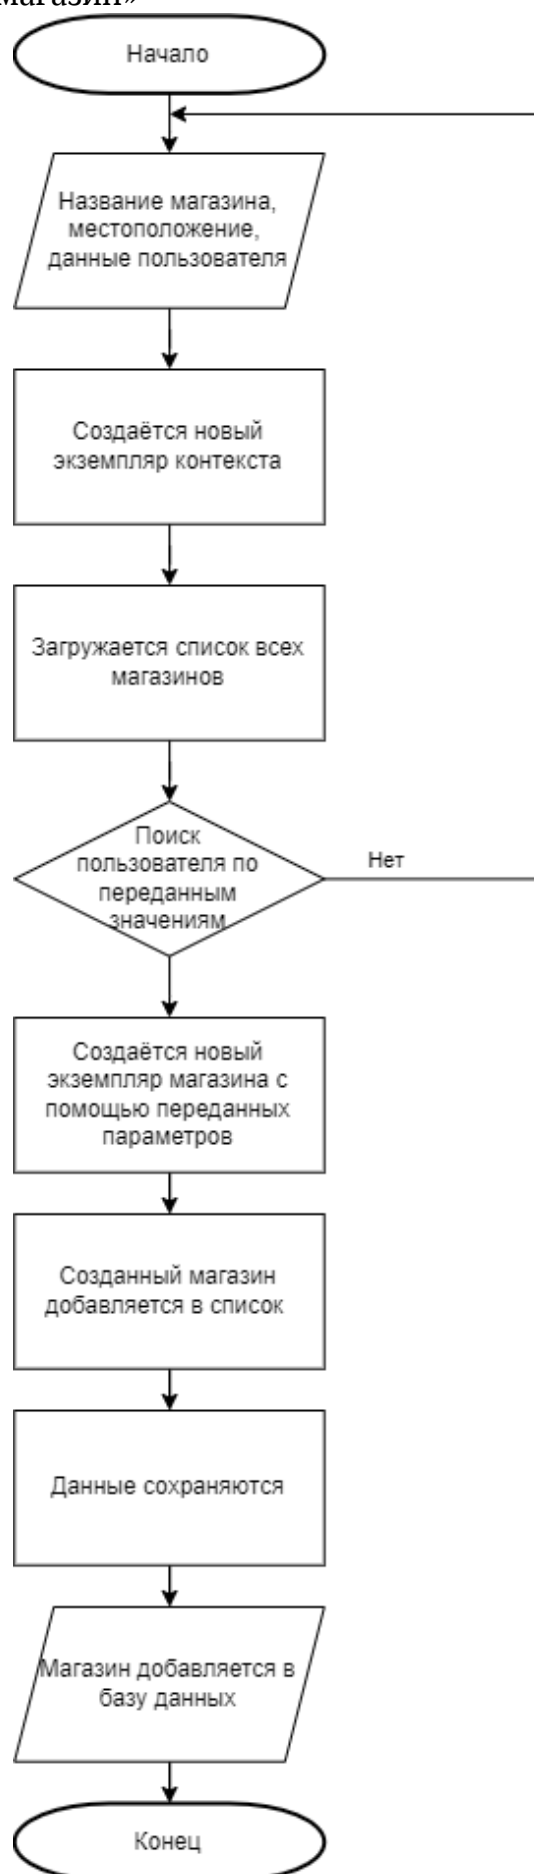 магазин»
Начало
Название магазина,
местоположение,
данные пользователя
Создаётся новый
экземпляр контекста
Загружается список всех
магазинов
Поиск
пользователя по
переданным
значениям
Нет
Создаётся новый
экземпляр магазина с
помощью переданных
параметров
Созданный магазин
добавляется в список
Данные сохраняются
Магазин добавляется в
базу данных
Конец